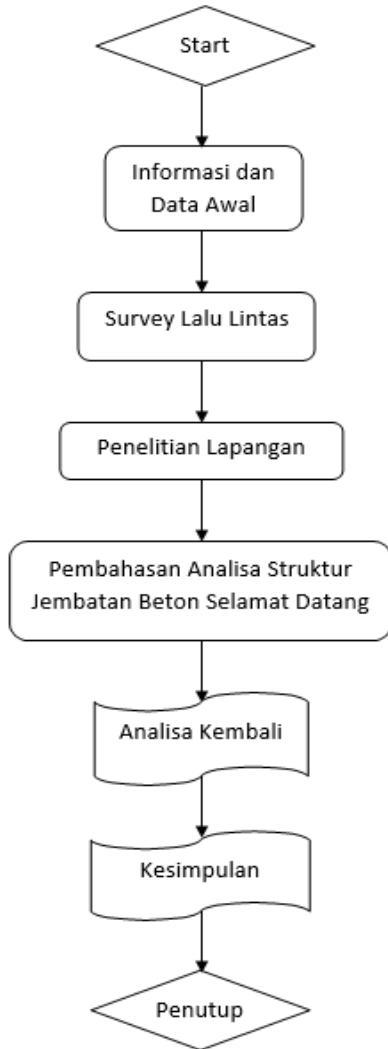 Start
Informasi dan
Data Awal
Survey Lalu Lintas
Penelitian Lapangan
Pembahasan Analisa Struktur
Jembatan Beton Selamat Datang
Analisa Kembali
Kesimpulan
Penutup